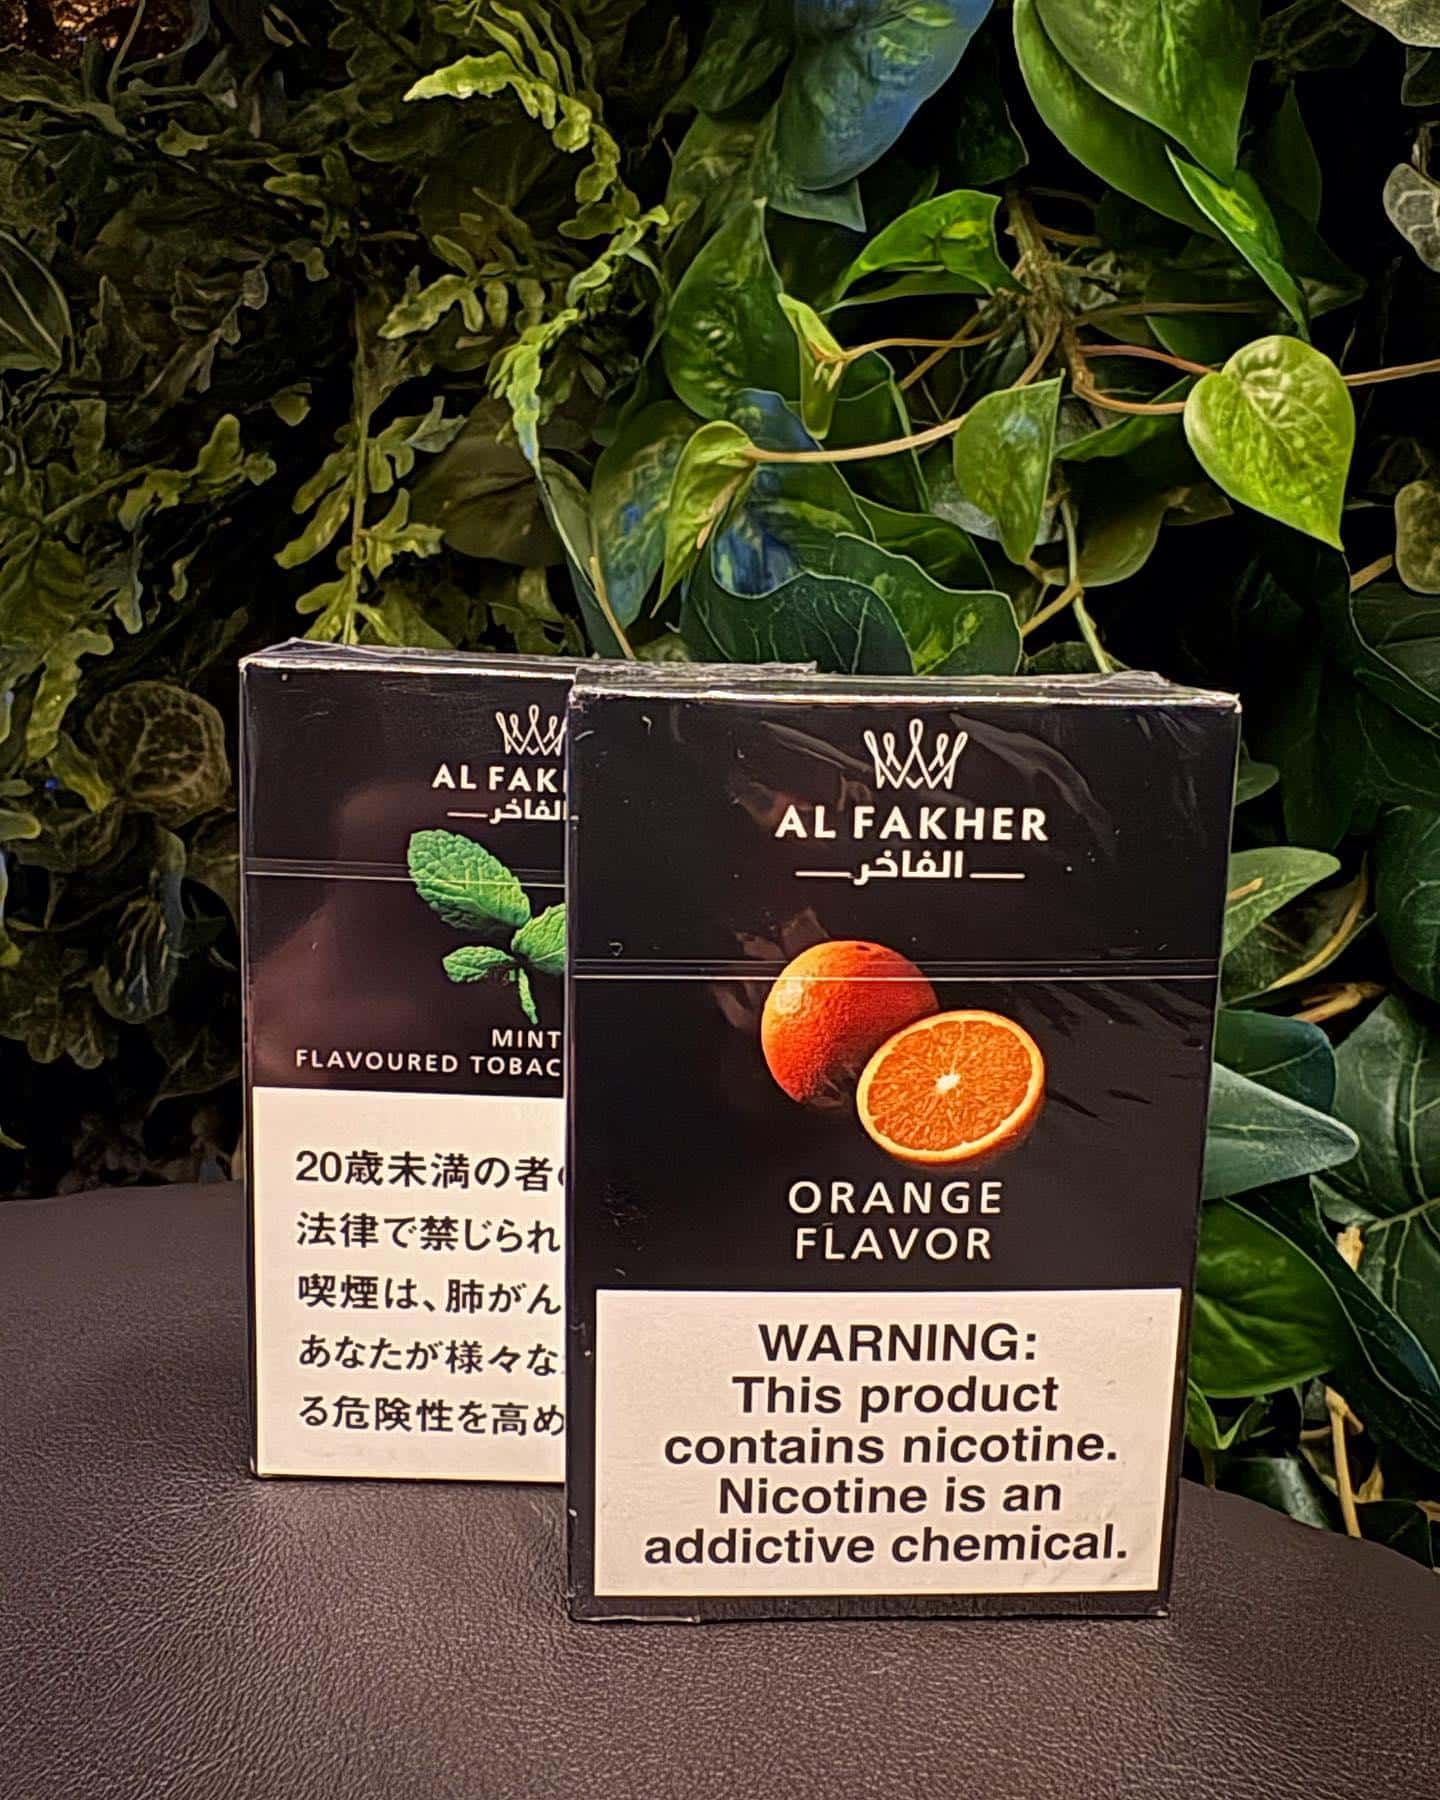 AL FAKH
الفاخر
MINT
FLAVOURED TOBAC
20歳未満の者の
法律で禁じられ
喫煙は、肺がん
あなたが様々な
る危険性を高め
AL FAKHER
الفاخر
ORANGE
FLAVOR
WARNING:
This product
contains nicotine.
Nicotine is an
addictive chemical.